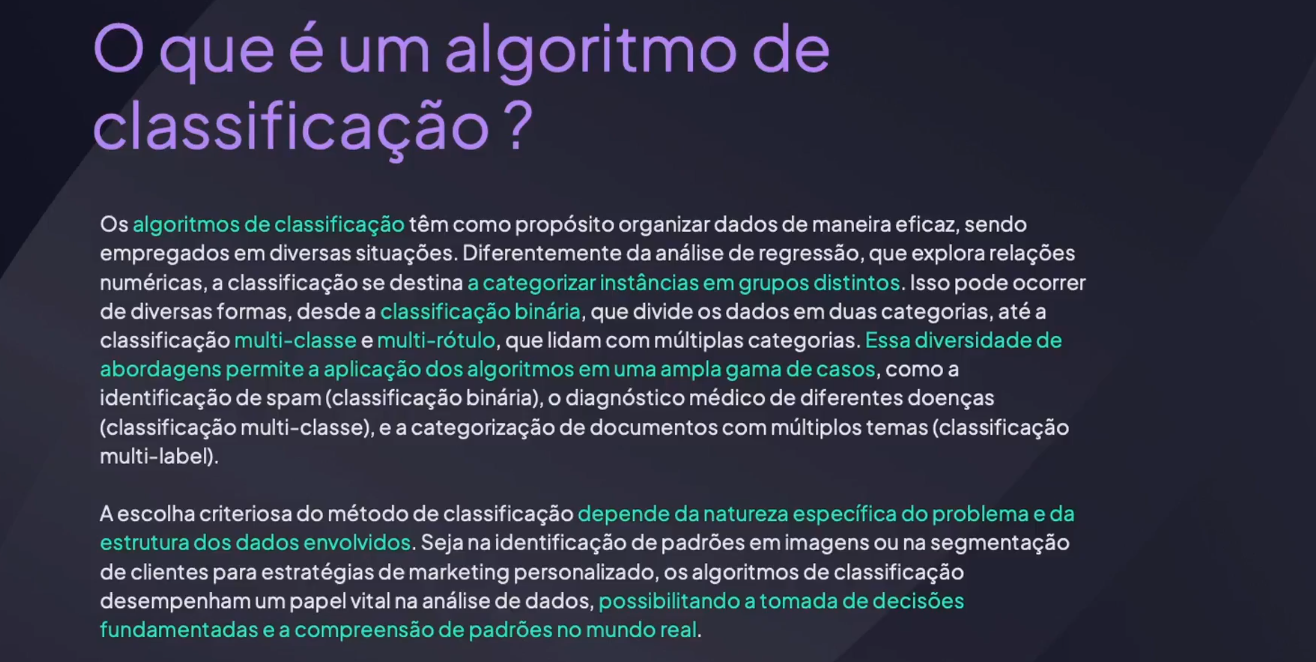 O que é um algoritmo de
classificação ?
Os algoritmos de classificação têm como propósito organizar dados de maneira eficaz, sendo
empregados em diversas situações. Diferentemente da análise de regressão, que explora relações
numéricas, a classificação se destina a categorizar instâncias em grupos distintos. Isso pode ocorrer
de diversas formas, desde a classificação binária, que divide os dados em duas categorias, até a
classificação multi-classe e multi-rótulo, que lidam com múltiplas categorias. Essa diversidade de
abordagens permite a aplicação dos algoritmos em uma ampla gama de casos, como a
identificação de spam (classificação binária), o diagnóstico médico de diferentes doenças
(classificação multi-classe), e a categorização de documentos com múltiplos temas (classificação
multi-label).
A escolha criteriosa do método de classificação depende da natureza específica do problema e da
estrutura dos dados envolvidos. Seja na identificação de padrões em imagens ou na segmentação
de clientes para estratégias de marketing personalizado, os algoritmos de classificação
desempenham um papel vital na análise de dados, possibilitando a tomada de decisões
fundamentadas e a compreensão de padrões no mundo real.